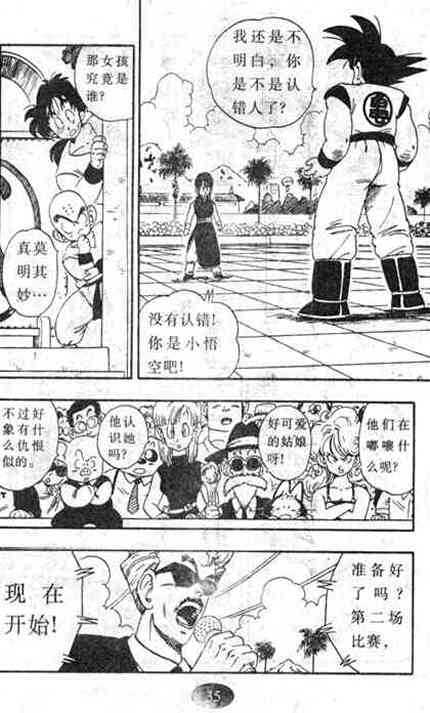 我还是不
明白，你
是不是认
错人了？
亀
没有认错！
你是小悟
空吧！
那女孩
究竟是
谁？
真莫
明其
妙…
他们在
嘟嚷什
么呢？
好可爱
的姑娘
呀！
他认
识她
吗？
不过好
象有什
么仇恨
似的。
准备好
了吗？
第二场
比赛，
现在
开始！
35